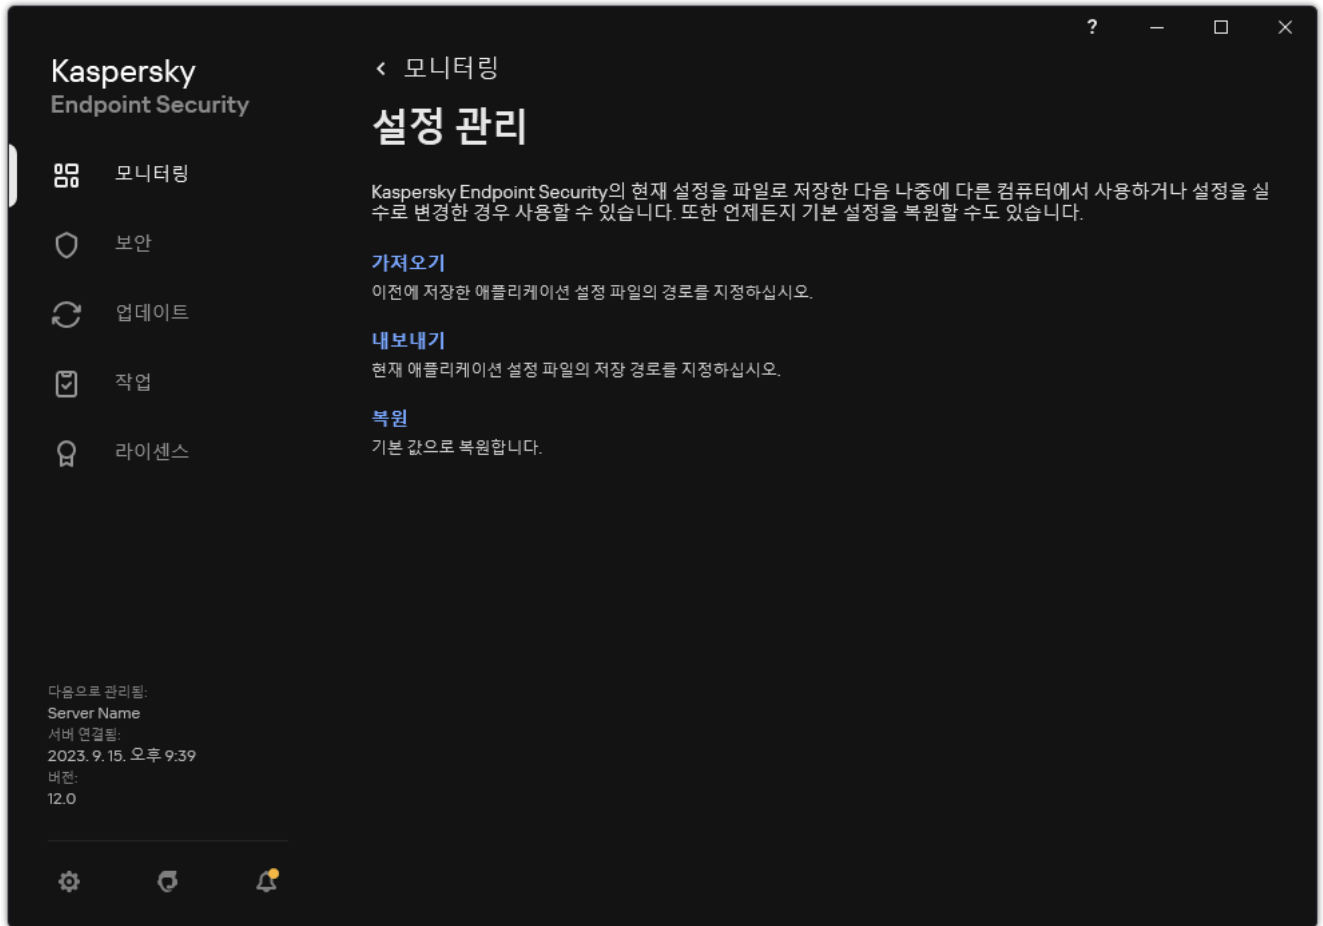 ?
Kaspersky
Endpoint Security
모니터링
보안
업데이트
작업
라이센스
다음으로 관리됨:
Server Name
서버 연결됨:
2023. 9. 15. 오후 9:39
버전:
12.0
모니터링
설정 관리
Kaspersky Endpoint Security의 현재 설정을 파일로 저장한 다음 나중에 다른 컴퓨터에서 사용하거나 설정을 실
수로 변경한 경우 사용할 수 있습니다. 또한 언제든지 기본 설정을 복원할 수도 있습니다.
가져오기
이전에 저장한 애플리케이션 설정 파일의 경로를 지정하십시오.
내보내기
현재 애플리케이션 설정 파일의 저장 경로를 지정하십시오.
복원
기본 값으로 복원합니다.